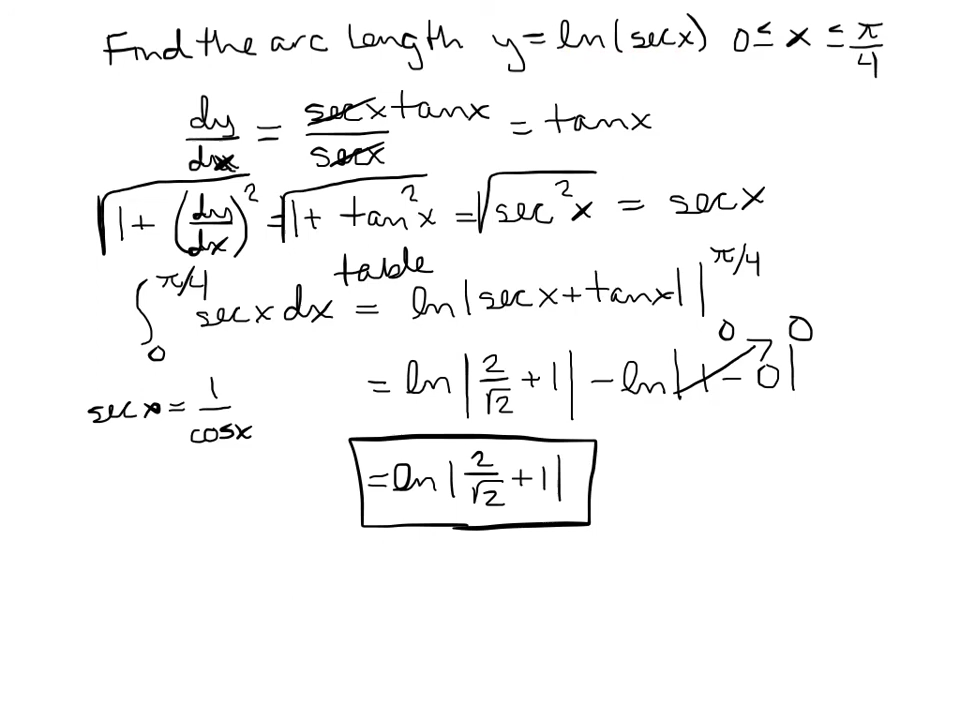 Find the arc length y = ln(secx) 0 ≤ x ≤ π/4
dy/dx = secx tanx / secx = tanx
√(1 + (dy/dx)²) = √(1 + tan²x) = √(sec²x) = secx
table
∫₀^(π/4) secx dx = ln|secx + tanx| |₀^(π/4)
= ln|2/√2 + 1| - ln|1 - 0| → 0
secx = 1/cosx
= ln|2/√2 + 1|